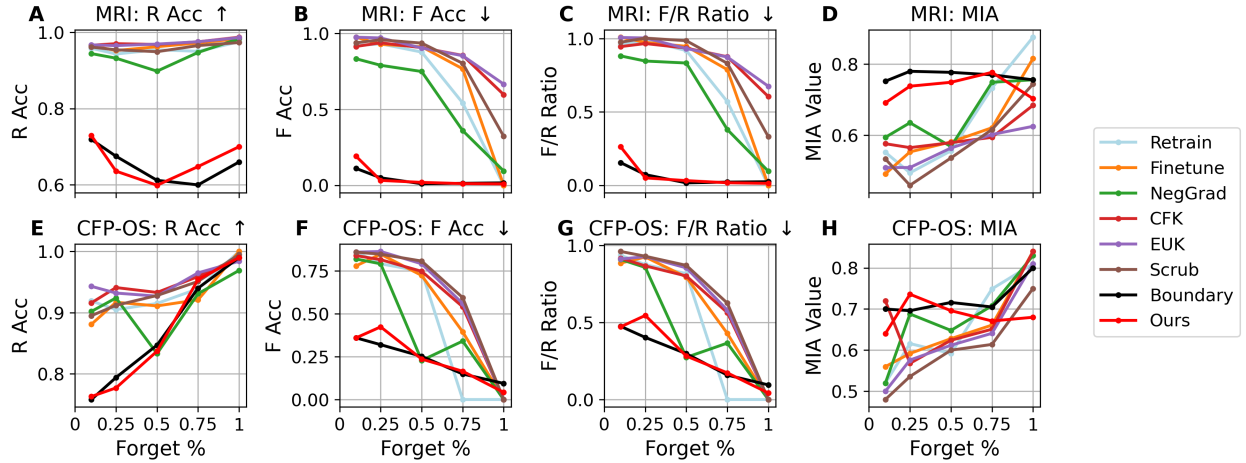 A MRI: R Acc ↑
B MRI: F Acc ↓
C MRI: F/R Ratio ↓
D MRI: MIA
R Acc
1.0
0.9
0.8
0.7
0.6
F Acc
1.0
0.5
0.0
F/R Ratio
1.0
0.5
0.0
MIA Value
0.8
0.6
E CFP-OS: R Acc ↑
F CFP-OS: F Acc ↓
G CFP-OS: F/R Ratio ↓
H CFP-OS: MIA
R Acc
1.0
0.9
0.8
0 0.25 0.5 0.75 1
Forget %
F Acc
0.75
0.50
0.25
0.00
0 0.25 0.5 0.75 1
Forget %
F/R Ratio
1.0
0.5
0.0
0 0.25 0.5 0.75 1
Forget %
MIA Value
0.8
0.7
0.6
0.5
0 0.25 0.5 0.75 1
Forget %
Retrain
Finetune
NegGrad
CFK
EUK
Scrub
Boundary
Ours